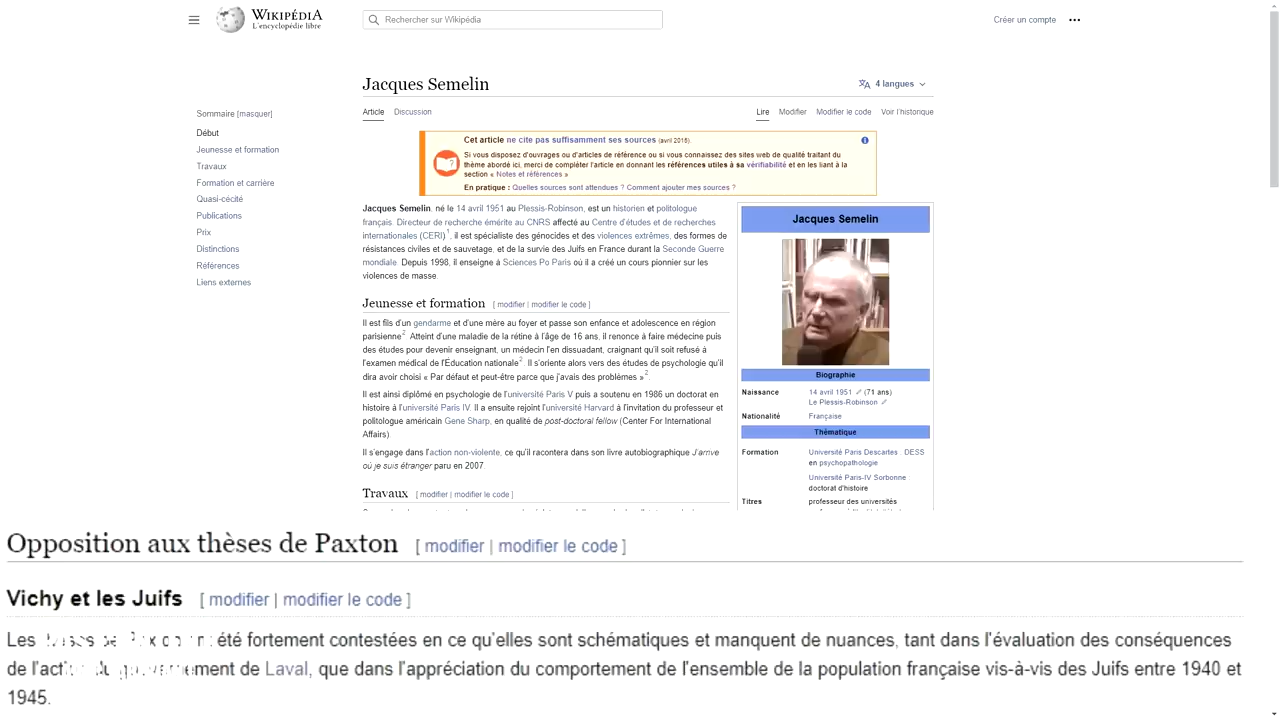 WIKIPÉDIA
L'encyclopédie libre
Rechercher sur Wikipédia
Créer un compte
Jacques Semelin
4 langues
Sommaire [masquer]
Début
Jeunesse et formation
Travaux
Formation et carrière
Quasi-cécité
Publications
Prix
Distinctions
Références
Liens externes
Article Discussion
Lire Modifier Modifier le code Voir l'historique
Cet article ne cite pas suffisamment ses sources (avril 2018).
Si vous disposez d'ouvrages ou d'articles de référence ou si vous connaissez des sites web de qualité traitant du
thème abordé ici, merci de compléter l'article en donnant les références utiles à sa vérifiabilité et en les liant à la
section « Notes et références »
En pratique : Quelles sources sont attendues ? Comment ajouter mes sources ?
Jacques Semelin, né le 14 avril 1951 au Plessis-Robinson, est un historien et politologue
français. Directeur de recherche émérite au CNRS affecté au Centre d'études et de recherches
internationales (CERI)1, il est spécialiste des génocides et des violences extrêmes, des formes de
résistances civiles et de sauvetage, et de la survie des Juifs en France durant la Seconde Guerre
mondiale. Depuis 1998, il enseigne à Sciences Po Paris où il a créé un cours pionnier sur les
violences de masse.
Jeunesse et formation [ modifier | modifier le code ]
Il est fils d'un gendarme et d'une mère au foyer et passe son enfance et adolescence en région
parisienne2. Atteint d'une maladie de la rétine à l'âge de 16 ans, il renonce à faire médecine puis
des études pour devenir enseignant, un médecin l'en dissuadant, craignant qu'il soit refusé à
l'examen médical de l'Éducation nationale2. Il s'oriente alors vers des études de psychologie qu'il
dira avoir choisi « Par défaut et peut-être parce que j'avais des problèmes »2.
Il est ainsi diplômé en psychologie de l'université Paris V puis a soutenu en 1986 un doctorat en
histoire à l'université Paris IV. Il a ensuite rejoint l'université Harvard à l'invitation du professeur et
politologue américain Gene Sharp, en qualité de post-doctoral fellow (Center For International
Affairs).
Il s'engage dans l'action non-violente, ce qu'il racontera dans son livre autobiographique J'arrive
où je suis étranger paru en 2007.
Travaux [ modifier | modifier le code ]
Jacques Semelin
Biographie
Naissance 14 avril 1951 (71 ans)
Le Plessis-Robinson
Nationalité Française
Thématique
Formation Université Paris Descartes DESS
en psychopathologie
Université Paris-IV Sorbonne
doctorat d'histoire
Titres professeur des universités
Opposition aux thèses de Paxton [ modifier | modifier le code ]
Vichy et les Juifs [ modifier | modifier le code ]
Les été fortement contestées en ce qu'elles sont schématiques et manquent de nuances, tant dans l'évaluation des conséquences
de Laval, que dans l'appréciation du comportement de l'ensemble de la population française vis-à-vis des Juifs entre 1940 et
1945.